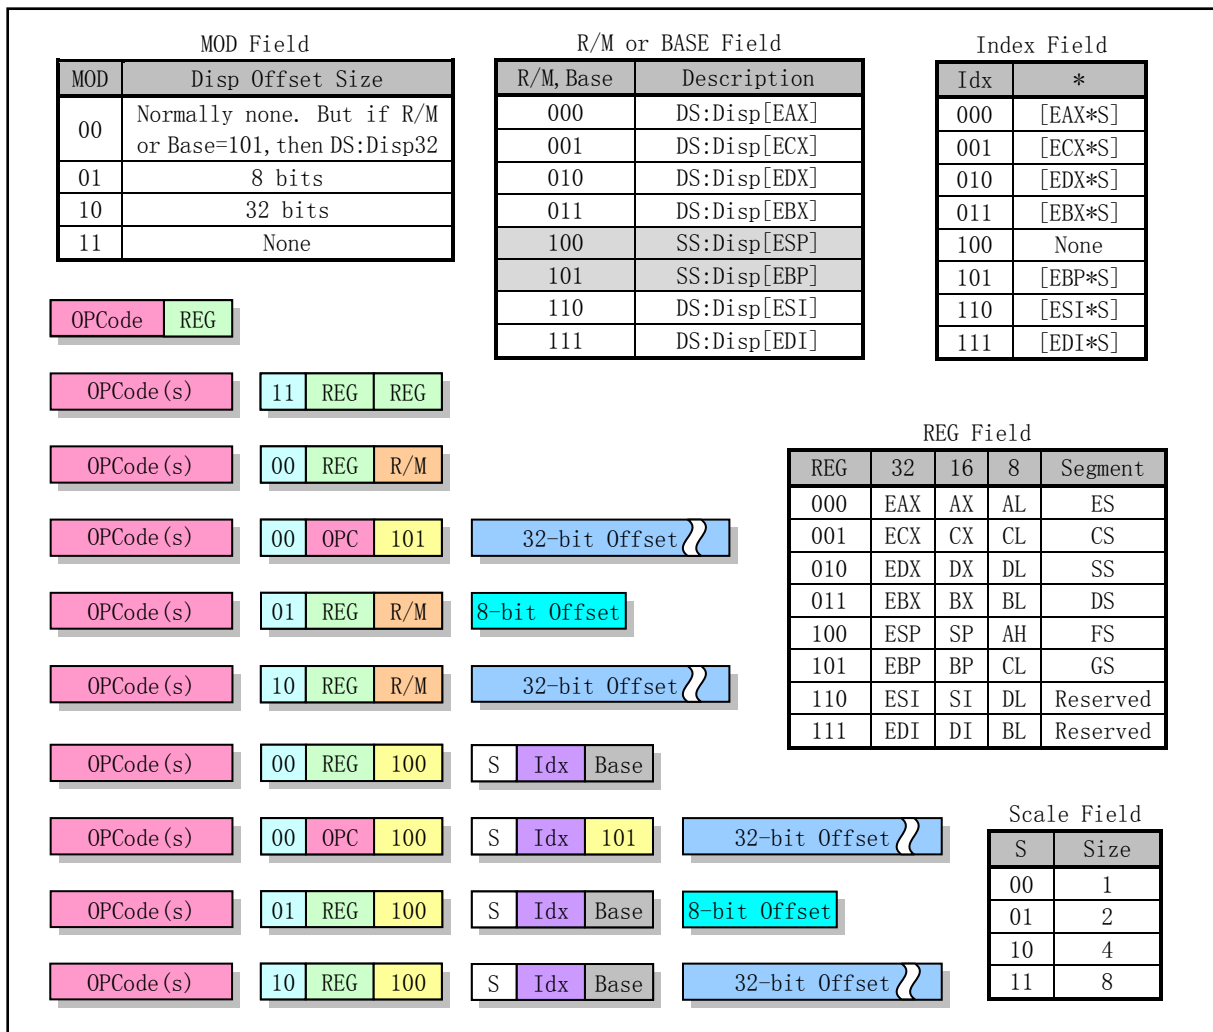 MOD Field
MOD Disp Offset Size
00 Normally none. But if R/M
or Base=101, then DS:Disp32
01 8 bits
10 32 bits
11 None
R/M or BASE Field
R/M, Base Description
000 DS:Disp[EAX]
001 DS:Disp[ECX]
010 DS:Disp[EDX]
011 DS:Disp[EBX]
100 SS:Disp[ESP]
101 SS:Disp[EBP]
110 DS:Disp[ESI]
111 DS:Disp[EDI]
Index Field
Idx *
000 [EAX*S]
001 [ECX*S]
010 [EDX*S]
011 [EBX*S]
100 None
101 [EBP*S]
110 [ESI*S]
111 [EDI*S]
OPCode REG
OPCode(s) 11 REG REG
OPCode(s) 00 REG R/M
OPCode(s) 00 OPC 101 32-bit Offset
OPCode(s) 01 REG R/M 8-bit Offset
OPCode(s) 10 REG R/M 32-bit Offset
OPCode(s) 00 REG 100 S Idx Base
OPCode(s) 00 OPC 100 S Idx 101 32-bit Offset
OPCode(s) 01 REG 100 S Idx Base 8-bit Offset
OPCode(s) 10 REG 100 S Idx Base 32-bit Offset
REG Field
REG 32 16 8 Segment
000 EAX AX AL ES
001 ECX CX CL CS
010 EDX DX DL SS
011 EBX BX BL DS
100 ESP SP AH FS
101 EBP BP CL GS
110 ESI SI DL Reserved
111 EDI DI BL Reserved
Scale Field
S Size
00 1
01 2
10 4
11 8